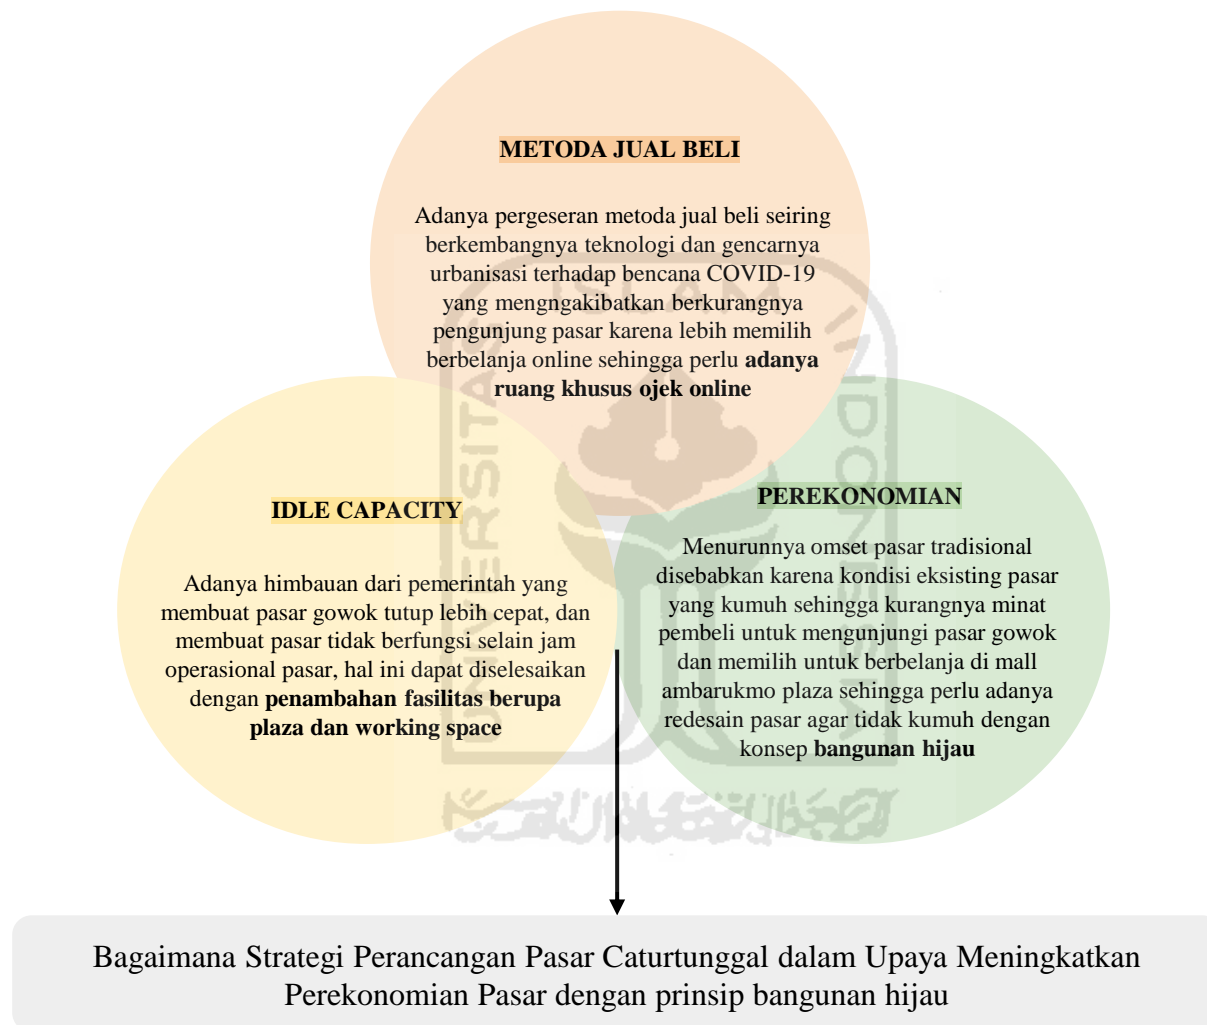 METODA JUAL BELI
Adanya pergeseran metoda jual beli seiring
berkembangnya teknologi dan gencarnya
urbanisasi terhadap bencana COVID-19
yang mengngakibatkan berkurangnya
pengunjung pasar karena lebih memilih
berbelanja online sehingga perlu adanya
ruang khusus ojek online
IDLE CAPACITY
Adanya himbauan dari pemerintah yang
membuat pasar gowok tutup lebih cepat, dan
membuat pasar tidak berfungsi selain jam
operasional pasar, hal ini dapat diselesaikan
dengan penambahan fasilitas berupa
plaza dan working space
PEREKONOMIAN
Menurunnya omset pasar tradisional
disebabkan karena kondisi eksisting pasar
yang kumuh sehingga kurangnya minat
pembeli untuk mengunjungi pasar gowok
dan memilih untuk berbelanja di mall
ambarukmo plaza sehingga perlu adanya
redesain pasar agar tidak kumuh dengan
konsep bangunan hijau
UNIVERSITAS
ISLAM
INDONESIA
Bagaimana Strategi Perancangan Pasar Caturtunggal dalam Upaya Meningkatkan
Perekonomian Pasar dengan prinsip bangunan hijau